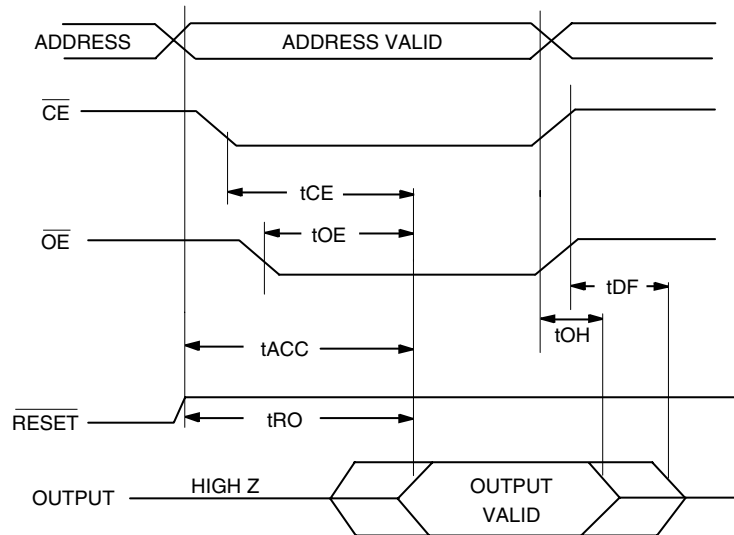 ADDRESS ADDRESS VALID
CE
tCE
OE tOE
tDF
tOH
tACC
RESET tRO
OUTPUT HIGH Z OUTPUT
VALID